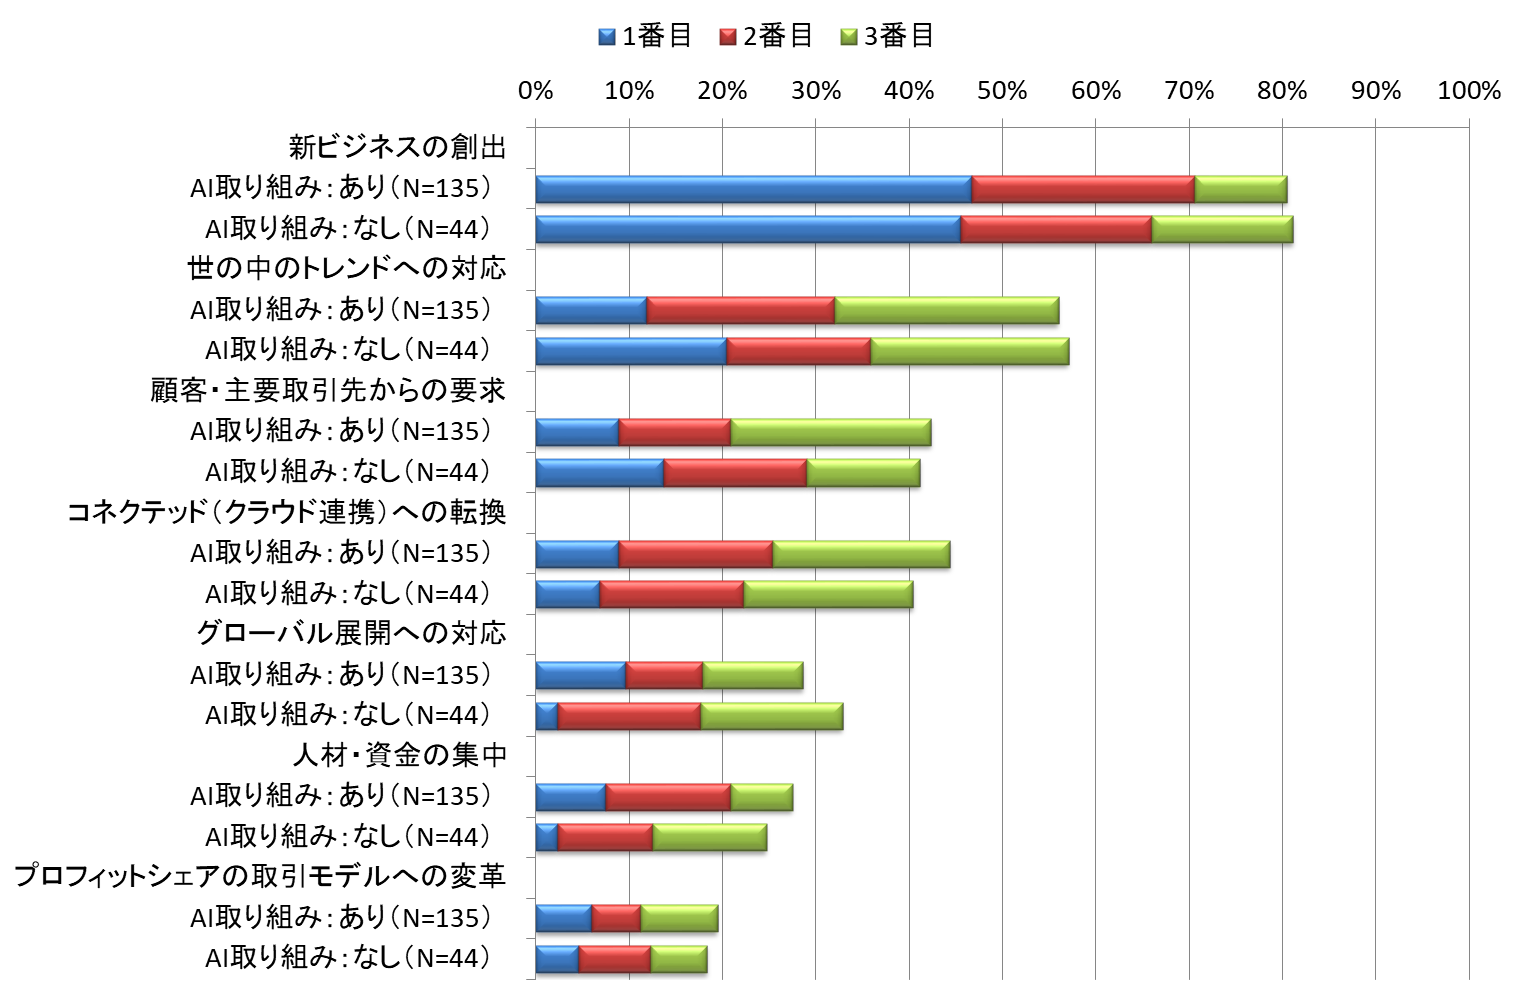 1番目 2番目 3番目
0% 10% 20% 30% 40% 50% 60% 70% 80% 90% 100%
新ビジネスの創出
AI取り組み：あり（N=135）
AI取り組み：なし（N=44）
世の中のトレンドへの対応
AI取り組み：あり（N=135）
AI取り組み：なし（N=44）
顧客・主要取引先からの要求
AI取り組み：あり（N=135）
AI取り組み：なし（N=44）
コネクテッド（クラウド連携）への転換
AI取り組み：あり（N=135）
AI取り組み：なし（N=44）
グローバル展開への対応
AI取り組み：あり（N=135）
AI取り組み：なし（N=44）
人材・資金の集中
AI取り組み：あり（N=135）
AI取り組み：なし（N=44）
プロフィットシェアの取引モデルへの変革
AI取り組み：あり（N=135）
AI取り組み：なし（N=44）